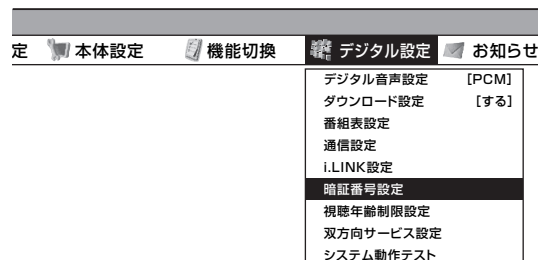 定 本体設定 機能切換 デジタル設定 お知らせ
デジタル音声設定 [PCM]
ダウンロード設定 [する]
番組表設定
通信設定
i.LINK設定
暗証番号設定
視聴年齢制限設定
双方向サービス設定
システム動作テスト